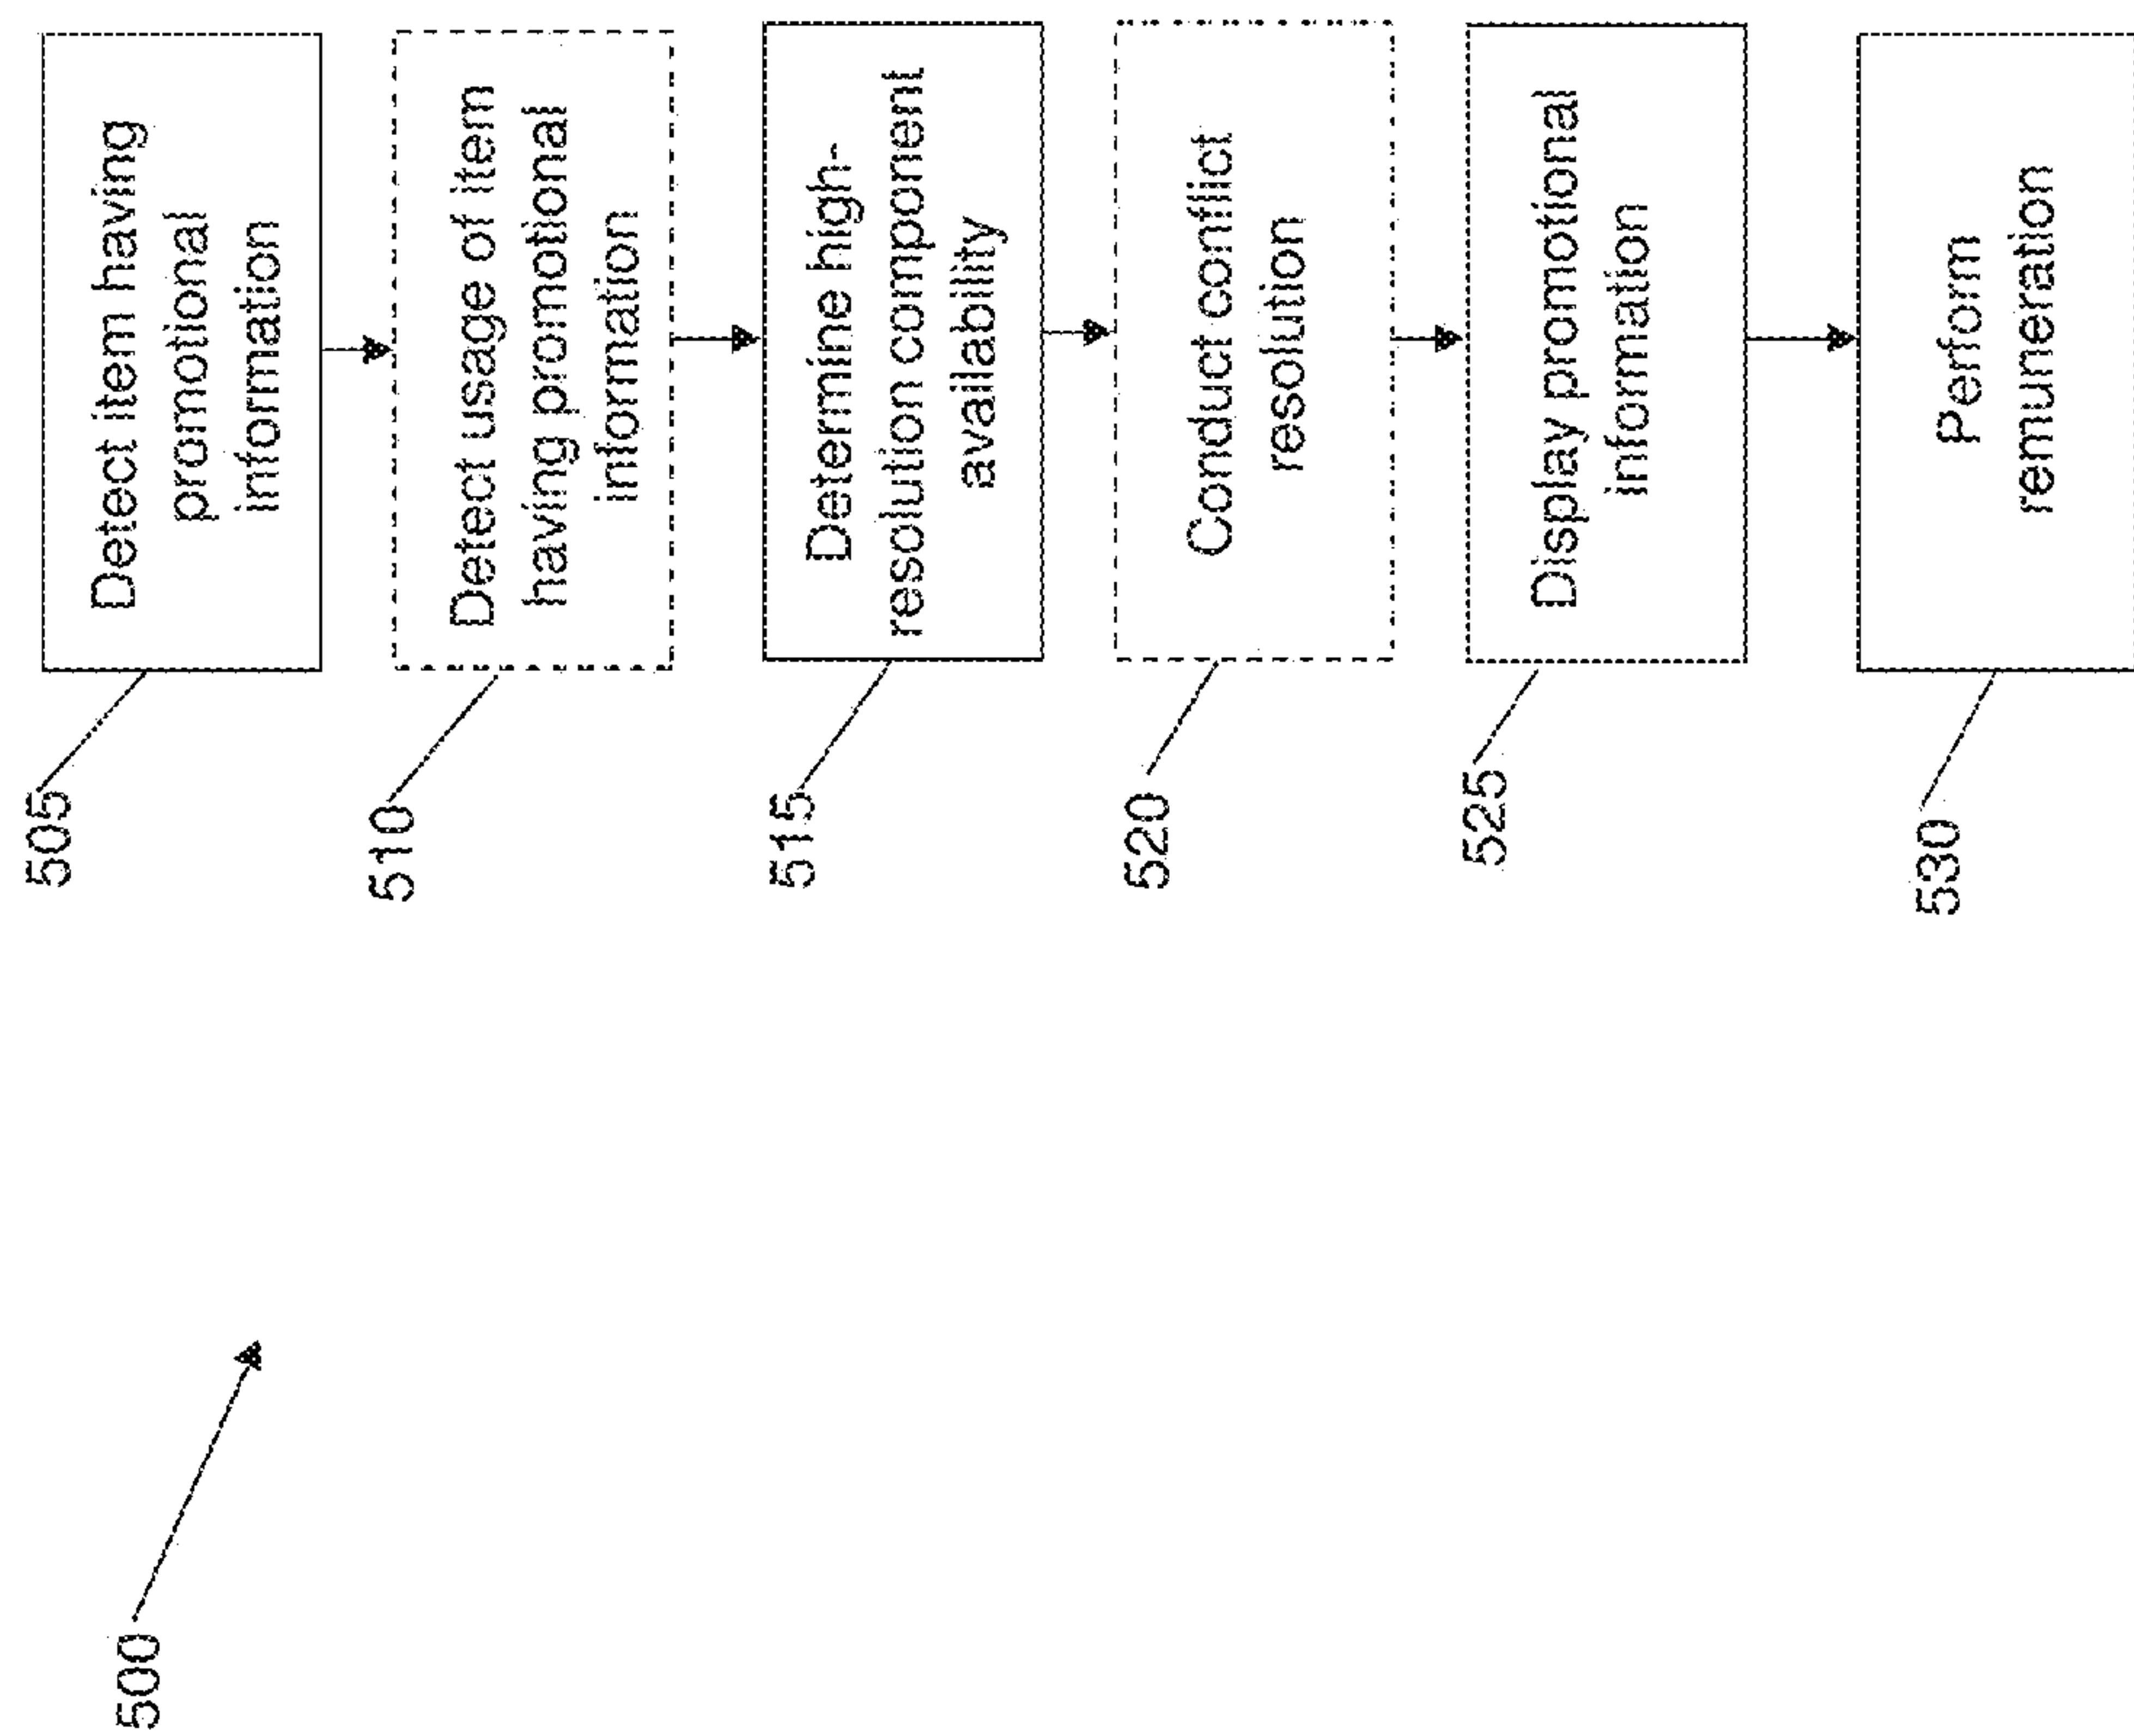 500
505
Detect item having
promotional
information
510
Detect usage of item
having promotional
information
515
Determine high-
resolution component
availability
520
Conduct conflict
resolution
525
Display promotional
information
530
Perform
remuneration